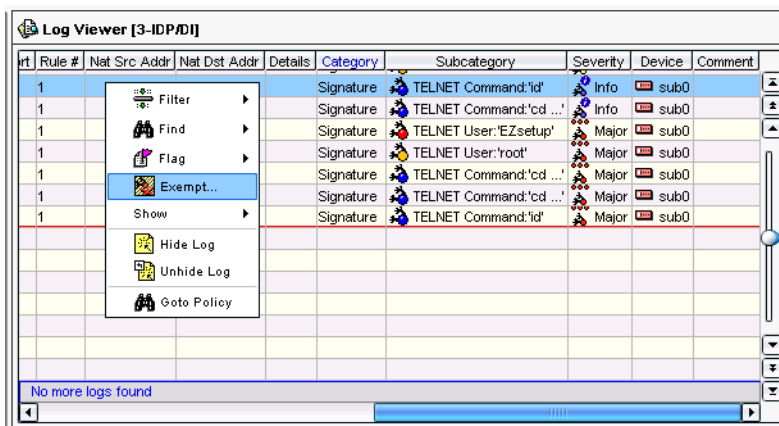 Log Viewer [3-IDP/DI]
rt Rule # Nat Src Addr Nat Dst Addr Details Category Subcategory Severity Device Comment
1 Signature TELNET Command:'id' Info sub0
1 Signature TELNET Command:'cd ...' Info sub0
1 Signature TELNET User:'EZsetup' Major sub0
1 Signature TELNET User:'root' Major sub0
1 Signature TELNET Command:'cd ...' Major sub0
1 Signature TELNET Command:'cd ...' Major sub0
1 Signature TELNET Command:'id' Major sub0
Filter
Find
Flag
Exempt...
Show
Hide Log
Unhide Log
Goto Policy
No more logs found